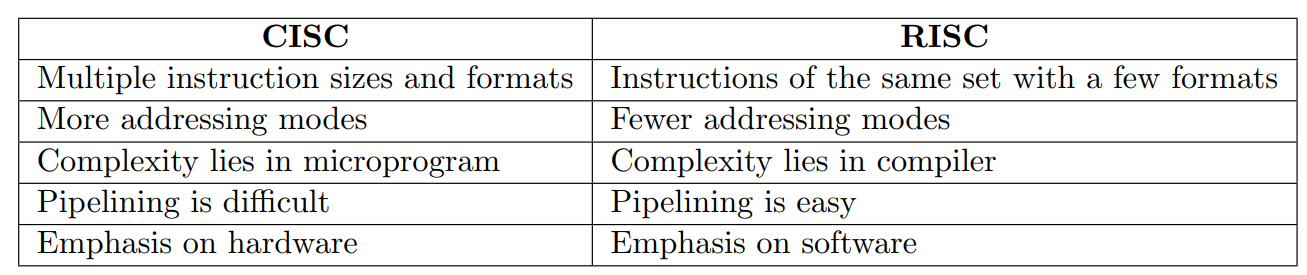 CISC RISC
Multiple instruction sizes and formats Instructions of the same set with a few formats
More addressing modes Fewer addressing modes
Complexity lies in microprogram Complexity lies in compiler
Pipelining is difficult Pipelining is easy
Emphasis on hardware Emphasis on software